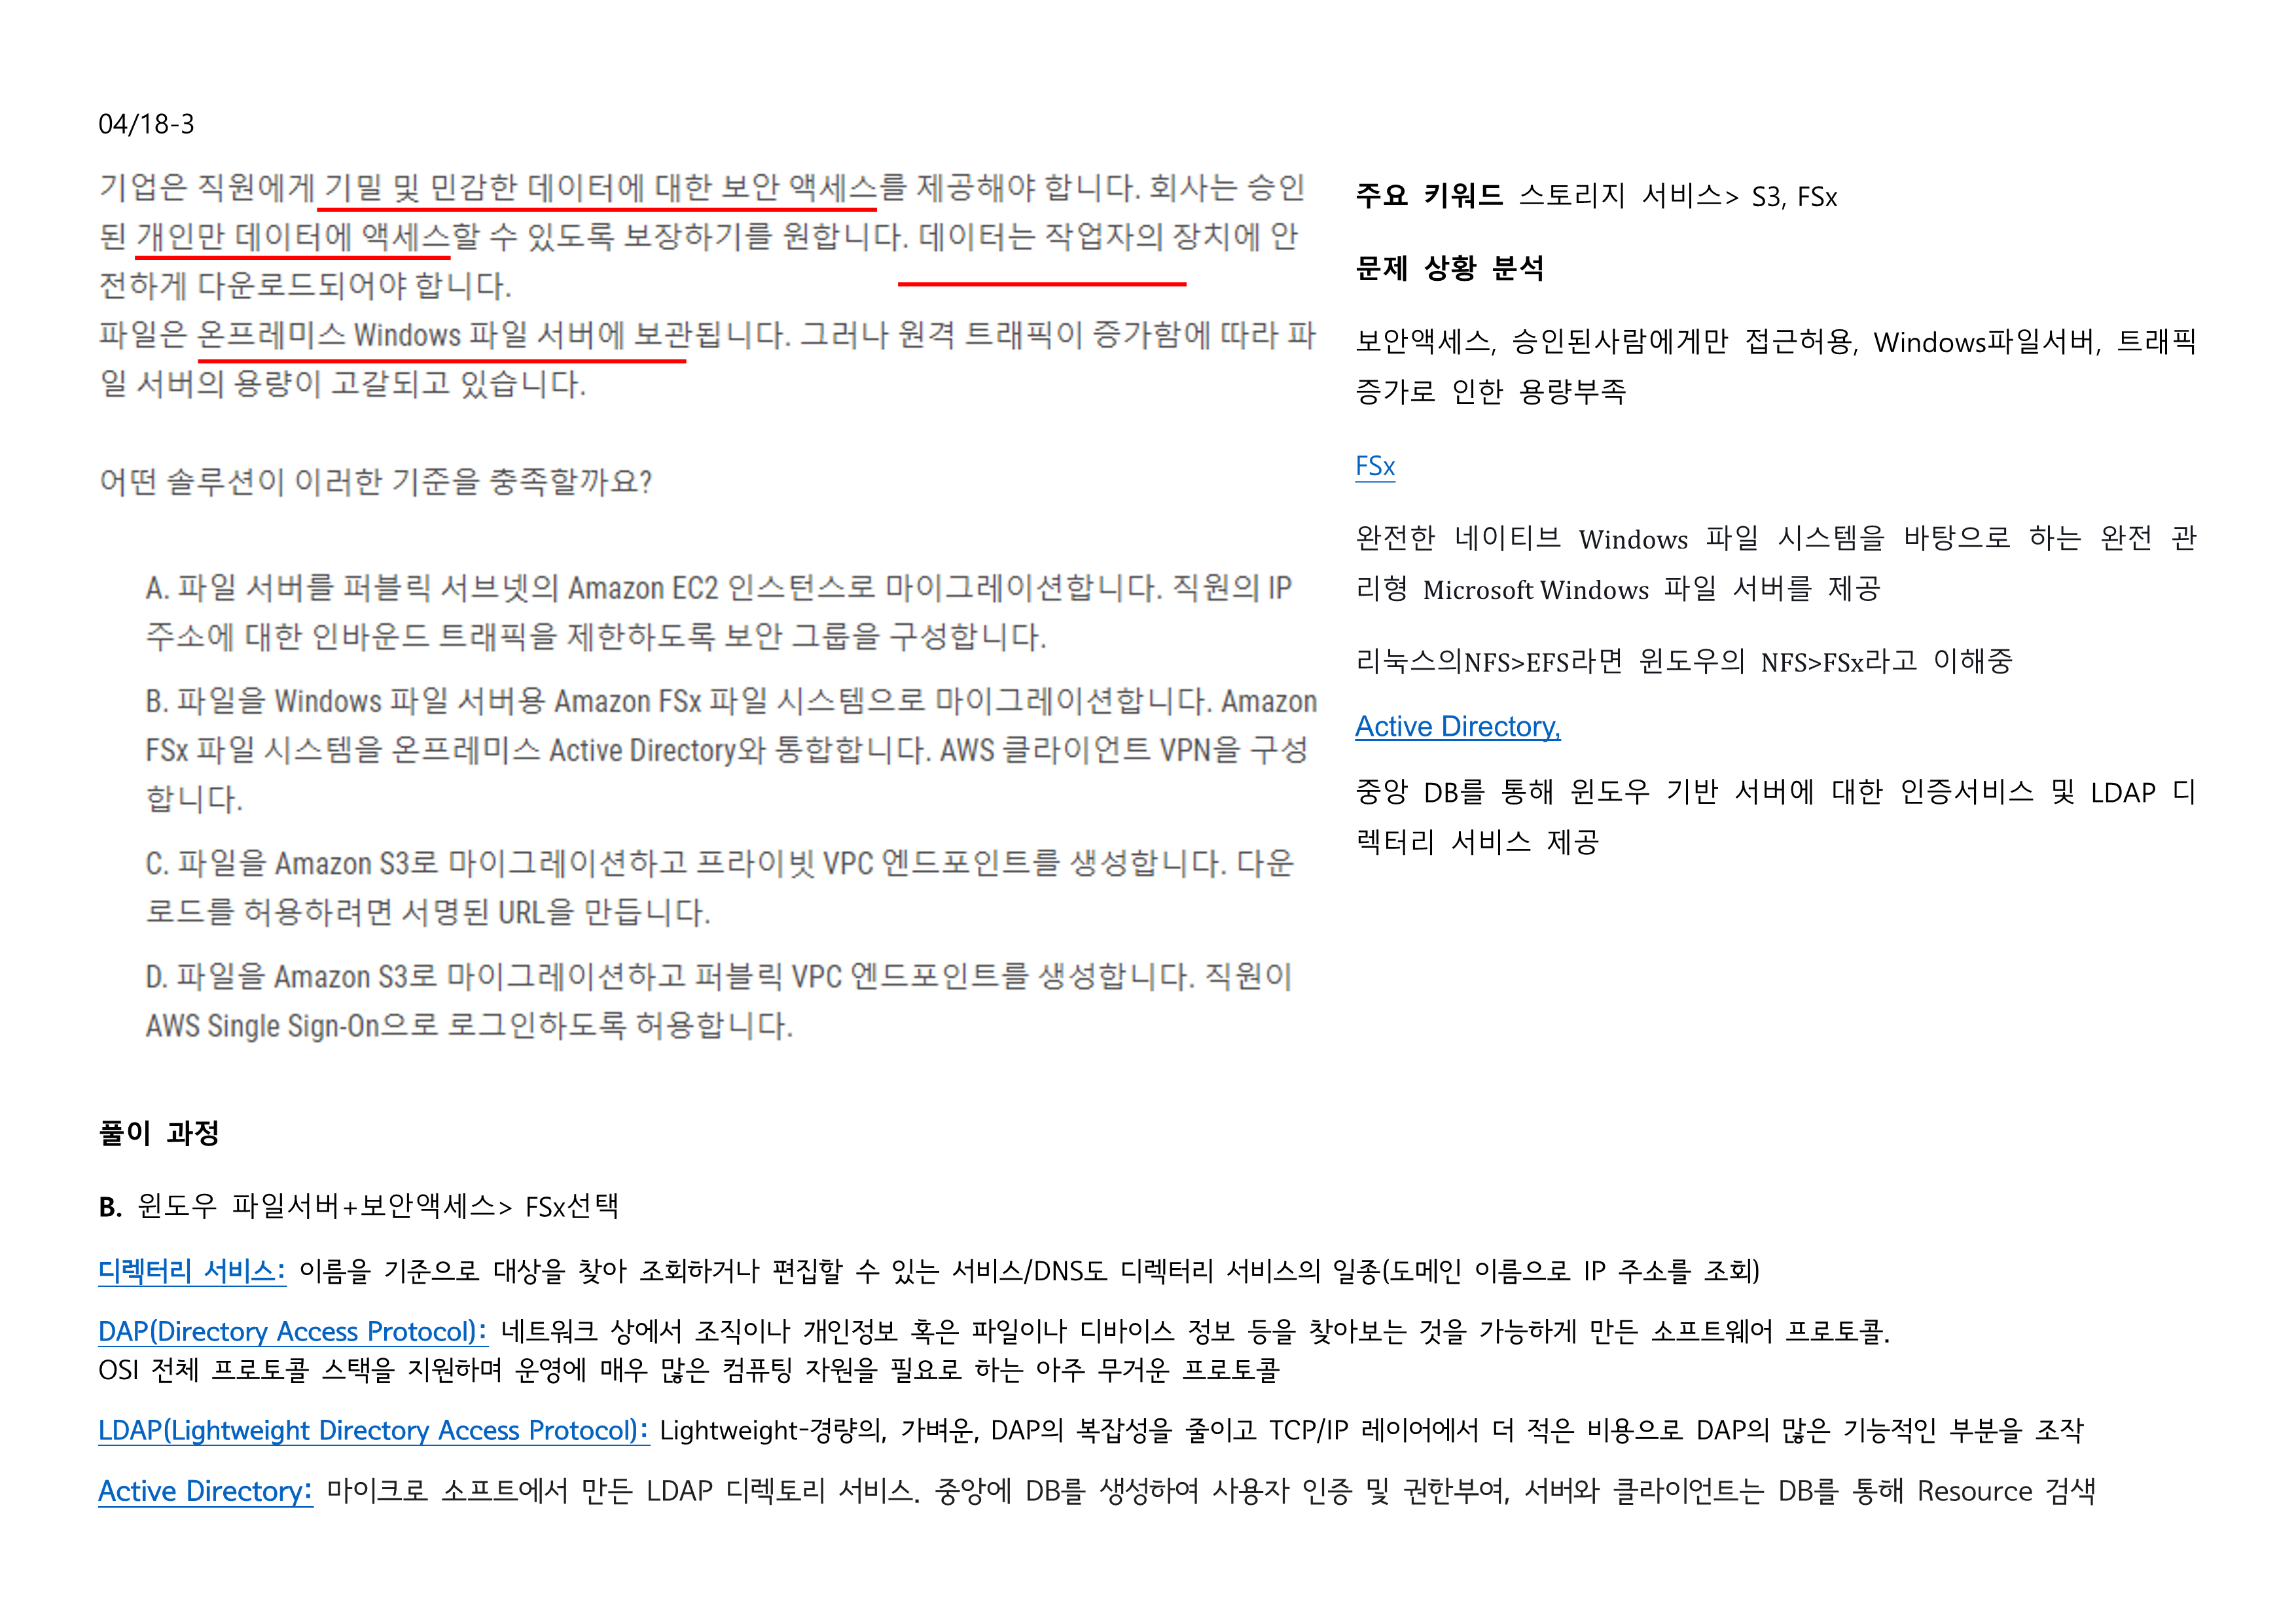 04/18-3
기업은 직원에게 기밀 및 민감한 데이터에 대한 보안 액세스를 제공해야 합니다. 회사는 승인
된 개인만 데이터에 액세스할 수 있도록 보장하기를 원합니다. 데이터는 작업자의 장치에 안
전하게 다운로드되어야 합니다.
파일은 온프레미스 Windows 파일 서버에 보관됩니다. 그러나 원격 트래픽이 증가함에 따라 파
일 서버의 용량이 고갈되고 있습니다.
어떤 솔루션이 이러한 기준을 충족할까요?
A. 파일 서버를 퍼블릭 서브넷의 Amazon EC2 인스턴스로 마이그레이션합니다. 직원의 IP
주소에 대한 인바운드 트래픽을 제한하도록 보안 그룹을 구성합니다.
B. 파일을 Windows 파일 서버용 Amazon FSx 파일 시스템으로 마이그레이션합니다. Amazon
FSx 파일 시스템을 온프레미스 Active Directory와 통합합니다. AWS 클라이언트 VPN을 구성
합니다.
C. 파일을 Amazon S3로 마이그레이션하고 프라이빗 VPC 엔드포인트를 생성합니다. 다운
로드를 허용하려면 서명된 URL을 만듭니다.
D. 파일을 Amazon S3로 마이그레이션하고 퍼블릭 VPC 엔드포인트를 생성합니다. 직원이
AWS Single Sign-On으로 로그인하도록 허용합니다.
주요 키워드 스토리지 서비스> S3, FSx
문제 상황 분석
보안액세스, 승인된사람에게만 접근허용, Windows파일서버, 트래픽
증가로 인한 용량부족
FSx
완전한 네이티브 Windows 파일 시스템을 바탕으로 하는 완전 관
리형 Microsoft Windows 파일 서버를 제공
리눅스의NFS>EFS라면 윈도우의 NFS>FSx라고 이해중
Active Directory,
중앙 DB를 통해 윈도우 기반 서버에 대한 인증서비스 및 LDAP 디
렉터리 서비스 제공
풀이 과정
B. 윈도우 파일서버+보안액세스> FSx선택
디렉터리 서비스: 이름을 기준으로 대상을 찾아 조회하거나 편집할 수 있는 서비스/DNS도 디렉터리 서비스의 일종(도메인 이름으로 IP 주소를 조회)
DAP(Directory Access Protocol): 네트워크 상에서 조직이나 개인정보 혹은 파일이나 디바이스 정보 등을 찾아보는 것을 가능하게 만든 소프트웨어 프로토콜.
OSI 전체 프로토콜 스택을 지원하며 운영에 매우 많은 컴퓨팅 자원을 필요로 하는 아주 무거운 프로토콜
LDAP(Lightweight Directory Access Protocol): Lightweight-경량의, 가벼운, DAP의 복잡성을 줄이고 TCP/IP 레이어에서 더 적은 비용으로 DAP의 많은 기능적인 부분을 조작
Active Directory: 마이크로 소프트에서 만든 LDAP 디렉토리 서비스. 중앙에 DB를 생성하여 사용자 인증 및 권한부여, 서버와 클라이언트는 DB를 통해 Resource 검색